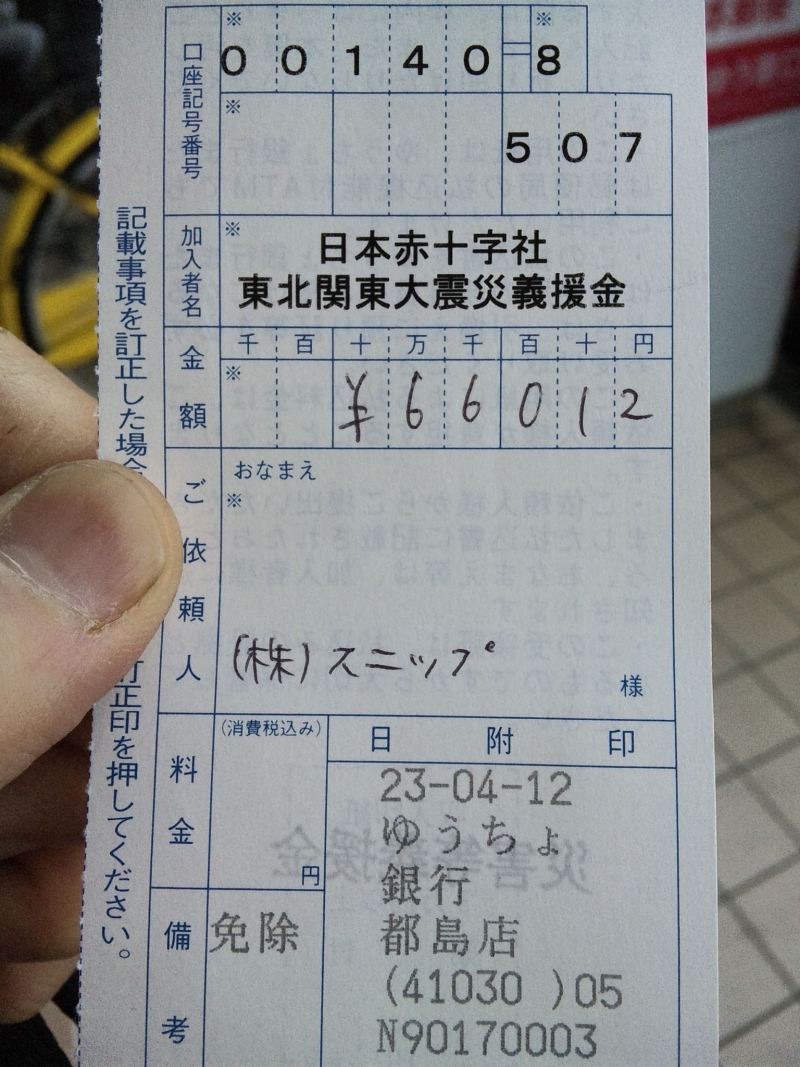 口座記号番号
※ ※
00140=8
※
507
加入者名
※
日本赤十字社
東北関東大震災義援金
金額
千百十万千百十円
※
¥66012
ご依頼人
おなまえ
※
(株)スニップ
様
料金
(消費税込み)
円
日附印
23-04-12
ゆうちょ
銀行
都島店
(41030 )05
N90170003
備考
免除
記載事項を訂正した場合
訂正印を押してください。